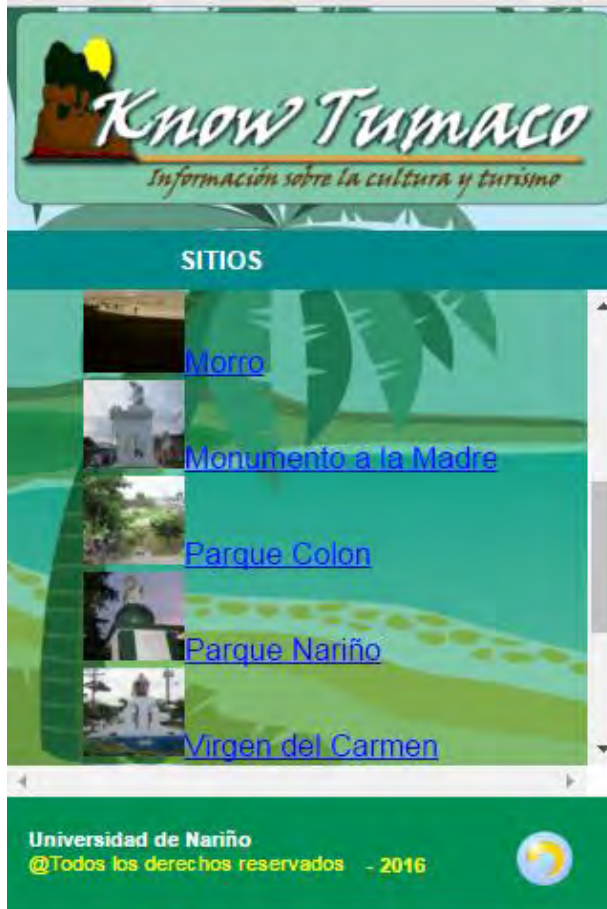 Know Tumaco
Información sobre la cultura y turismo
SITIOS
Morro
Monumento a la Madre
Parque Colon
Parque Nariño
Virgen del Carmen
Universidad de Nariño
@Todos los derechos reservados - 2016